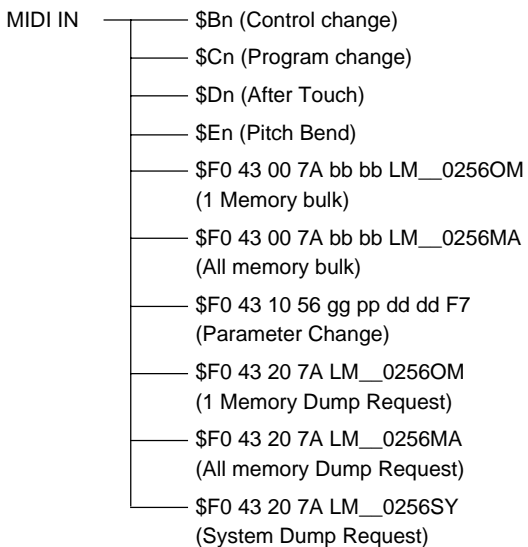 MIDI IN $Bn (Control change)
$Cn (Program change)
$Dn (After Touch)
$En (Pitch Bend)
$F0 43 00 7A bb bb LM__0256OM
(1 Memory bulk)
$F0 43 00 7A bb bb LM__0256MA
(All memory bulk)
$F0 43 10 56 gg pp dd dd F7
(Parameter Change)
$F0 43 20 7A LM__0256OM
(1 Memory Dump Request)
$F0 43 20 7A LM__0256MA
(All memory Dump Request)
$F0 43 20 7A LM__0256SY
(System Dump Request)